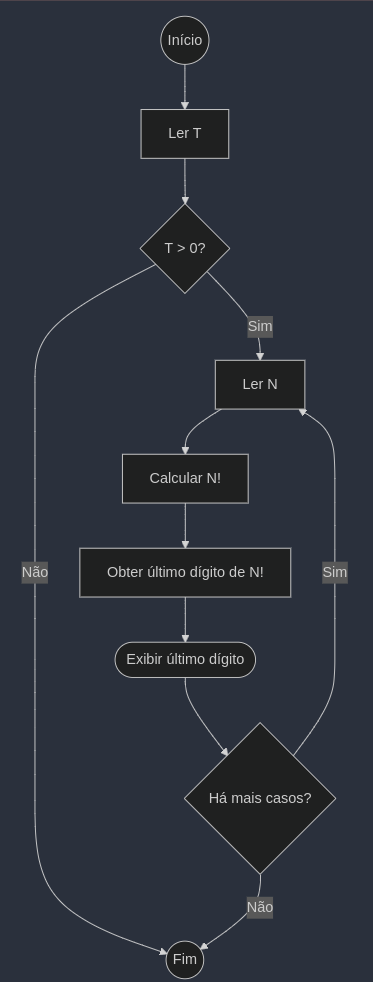 Início
Ler T
T > 0?
Sim
Ler N
Calcular N!
Não
Obter último dígito de N!
Sim
Exibir último dígito
Há mais casos?
Não
Fim